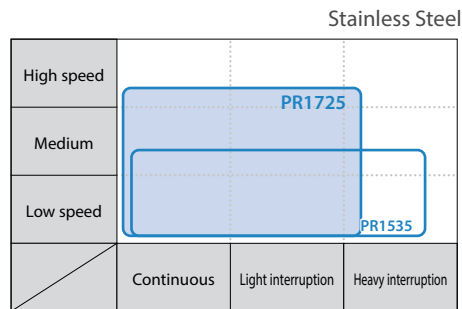 Stainless Steel
High speed
PR1725
Medium
Low speed
PR1535
Continuous
Light interruption
Heavy interruption